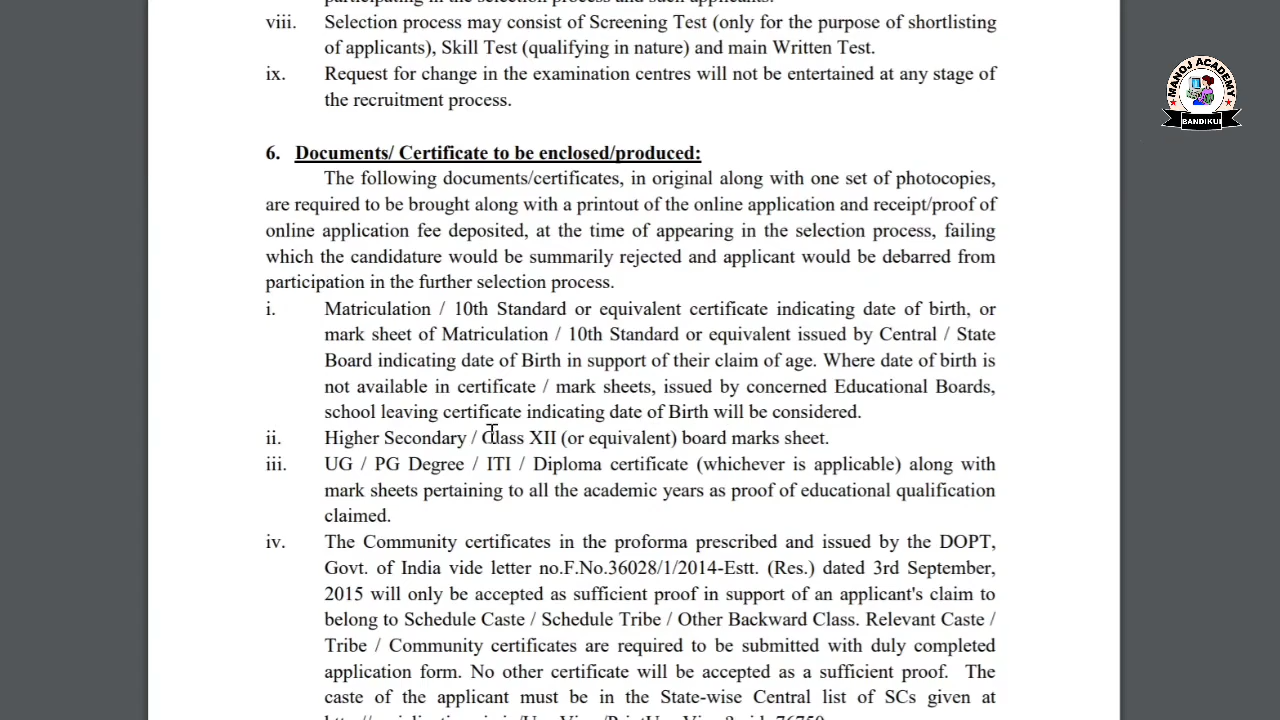 participating in the selection process and such applicants.
viii. Selection process may consist of Screening Test (only for the purpose of shortlisting
of applicants), Skill Test (qualifying in nature) and main Written Test.
ix. Request for change in the examination centres will not be entertained at any stage of
the recruitment process.
MANOJ ACADEMY
BANDIKUI
6. Documents/ Certificate to be enclosed/produced:
The following documents/certificates, in original along with one set of photocopies,
are required to be brought along with a printout of the online application and receipt/proof of
online application fee deposited, at the time of appearing in the selection process, failing
which the candidature would be summarily rejected and applicant would be debarred from
participation in the further selection process.
i. Matriculation / 10th Standard or equivalent certificate indicating date of birth, or
mark sheet of Matriculation / 10th Standard or equivalent issued by Central / State
Board indicating date of Birth in support of their claim of age. Where date of birth is
not available in certificate / mark sheets, issued by concerned Educational Boards,
school leaving certificate indicating date of Birth will be considered.
ii. Higher Secondary / Class XII (or equivalent) board marks sheet.
iii. UG / PG Degree / ITI / Diploma certificate (whichever is applicable) along with
mark sheets pertaining to all the academic years as proof of educational qualification
claimed.
iv. The Community certificates in the proforma prescribed and issued by the DOPT,
Govt. of India vide letter no.F.No.36028/1/2014-Estt. (Res.) dated 3rd September,
2015 will only be accepted as sufficient proof in support of an applicant's claim to
belong to Schedule Caste / Schedule Tribe / Other Backward Class. Relevant Caste /
Tribe / Community certificates are required to be submitted with duly completed
application form. No other certificate will be accepted as a sufficient proof. The
caste of the applicant must be in the State-wise Central list of SCs given at